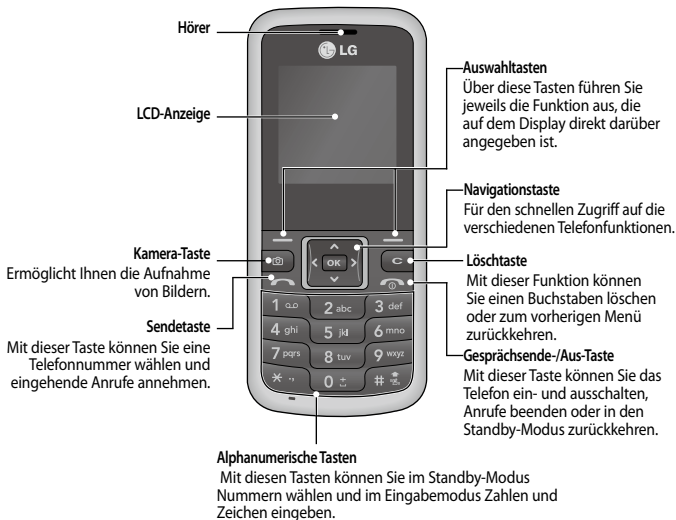 Hörer
LG
LCD-Anzeige
Auswahltasten
Über diese Tasten führen Sie
jeweils die Funktion aus, die
auf dem Display direkt darüber
angegeben ist.
Navigationstaste
Für den schnellen Zugriff auf die
verschiedenen Telefonfunktionen.
Kamera-Taste
Ermöglicht Ihnen die Aufnahme
von Bildern.
Sendetaste
Mit dieser Taste können Sie eine
Telefonnummer wählen und
eingehende Anrufe annehmen.
OK
C
Löschtaste
Mit dieser Funktion können
Sie einen Buchstaben löschen
oder zum vorherigen Menü
zurückkehren.
Gesprächsende-/Aus-Taste
Mit dieser Taste können Sie das
Telefon ein- und ausschalten,
Anrufe beenden oder in den
Standby-Modus zurückkehren.
1 2 abc 3 def
4 ghi 5 jkl 6 mno
7 pqrs 8 tuv 9 wxyz
* 0 + #
Alphanumerische Tasten
Mit diesen Tasten können Sie im Standby-Modus
Nummern wählen und im Eingabemodus Zahlen und
Zeichen eingeben.